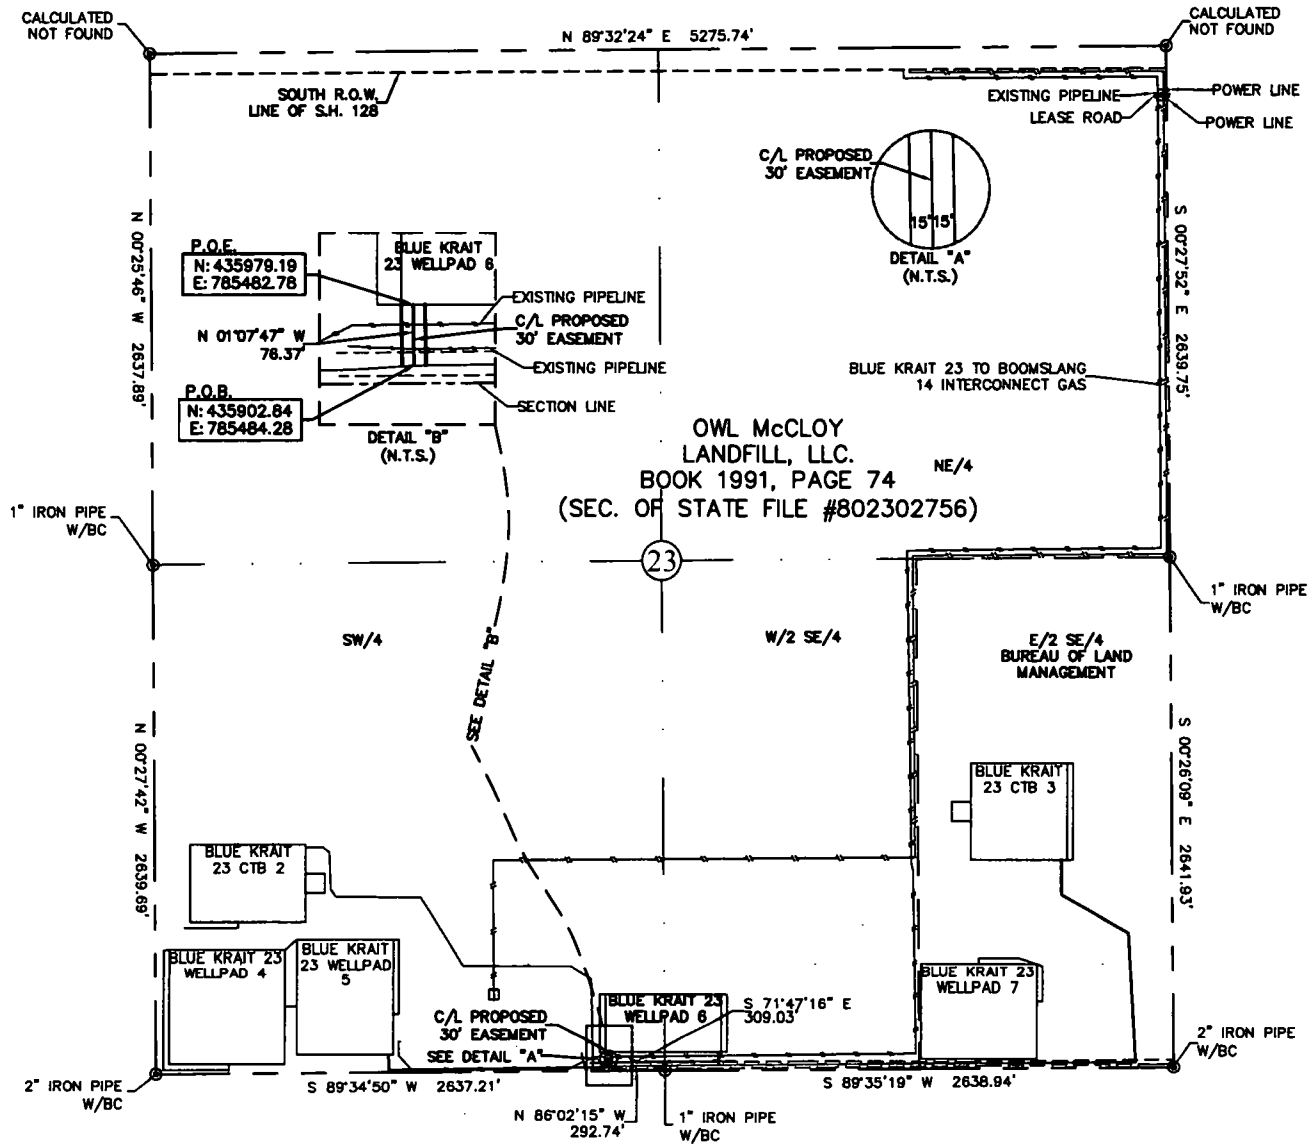 CALCULATED
NOT FOUND
N 89°32'24" E 5275.74'
CALCULATED
NOT FOUND
SOUTH R.O.W.
LINE OF S.H. 128
EXISTING PIPELINE
LEASE ROAD
POWER LINE
POWER LINE
C/L PROPOSED
30' EASEMENT
15'
15'
DETAIL "A"
(N.T.S.)
N 00°25'46" W 2637.89'
S 00°27'52" E 2639.75'
P.O.E.
N: 435979.19
E: 785482.78
BLUE KRAIT
23 WELLPAD 6
EXISTING PIPELINE
N 01°07'47" W
76.37'
C/L PROPOSED
30' EASEMENT
EXISTING PIPELINE
P.O.B.
N: 435902.84
E: 785484.28
SECTION LINE
DETAIL "B"
(N.T.S.)
BLUE KRAIT 23 TO BOOMSLANG
14 INTERCONNECT GAS
OWL McCLOY
LANDFILL, LLC.
BOOK 1991, PAGE 74
(SEC. OF STATE FILE #802302756)
NE/4
1" IRON PIPE
W/BC
23
1" IRON PIPE
W/BC
SW/4
SEE DETAIL "B"
W/2 SE/4
E/2 SE/4
BUREAU OF LAND
MANAGEMENT
N 00°27'42" W 2639.69'
S 00°26'09" E 2641.93'
BLUE KRAIT
23 CTB 3
BLUE KRAIT
23 CTB 2
BLUE KRAIT 23
WELLPAD 4
BLUE KRAIT
23 WELLPAD
5
BLUE KRAIT 23
WELLPAD 6
S 71°47'16" E
309.03'
BLUE KRAIT 23
WELLPAD 7
C/L PROPOSED
30' EASEMENT
SEE DETAIL "A"
2" IRON PIPE
W/BC
2" IRON PIPE
W/BC
S 89°34'50" W 2637.21'
S 89°35'19" W 2638.94'
N 86°02'15" W
292.74'
1" IRON PIPE
W/BC